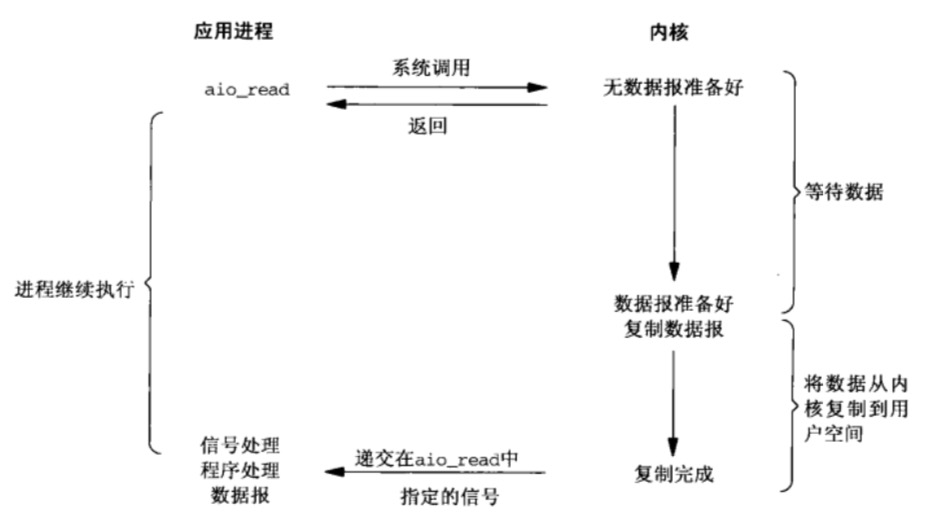 应用进程
内核
系统调用
aio_read
无数据报准备好
返回
等待数据
进程继续执行
数据报准备好
复制数据报
将数据从内
核复制到用
户空间
信号处理
程序处理
数据报
递交在aio_read中
指定的信号
复制完成